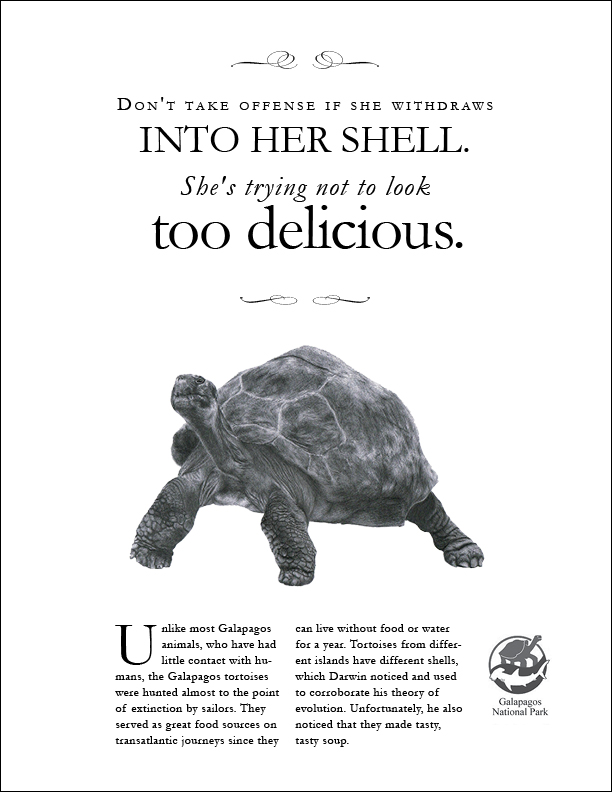 DON'T TAKE OFFENSE IF SHE WITHDRAWS
INTO HER SHELL.
She's trying not to look
too delicious.
Unlike most Galapagos
animals, who have had
little contact with hu-
mans, the Galapagos tortoises
were hunted almost to the point
of extinction by sailors. They
served as great food sources on
transatlantic journeys since they
can live without food or water
for a year. Tortoises from differ-
ent islands have different shells,
which Darwin noticed and used
to corroborate his theory of
evolution. Unfortunately, he also
noticed that they made tasty,
tasty soup.
Galapagos
National Park